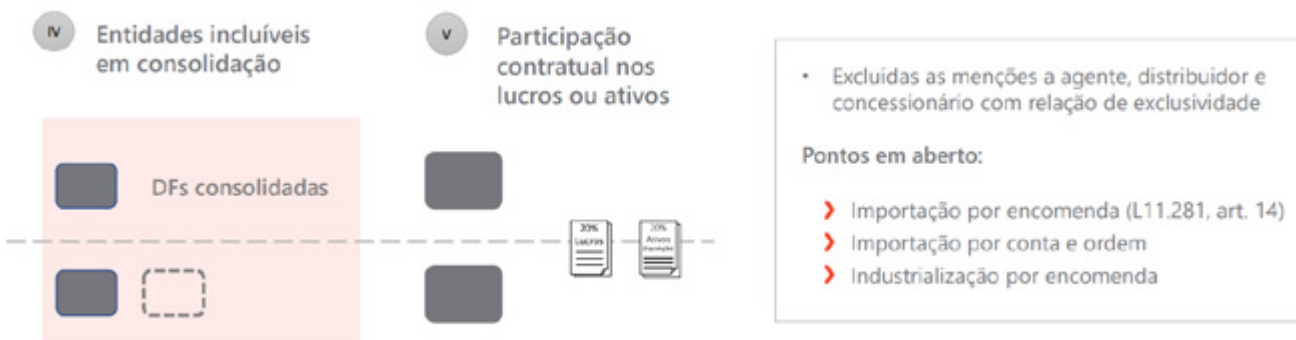 IV
Entidades incluíveis
em consolidação
DFs consolidadas
V
Participação
contratual nos
lucros ou ativos
20%
Lucros
20%
Ativos
• Excluídas as menções a agente, distribuidor e
concessionário com relação de exclusividade
Pontos em aberto:
❯ Importação por encomenda (L11.281, art. 14)
❯ Importação por conta e ordem
❯ Industrialização por encomenda